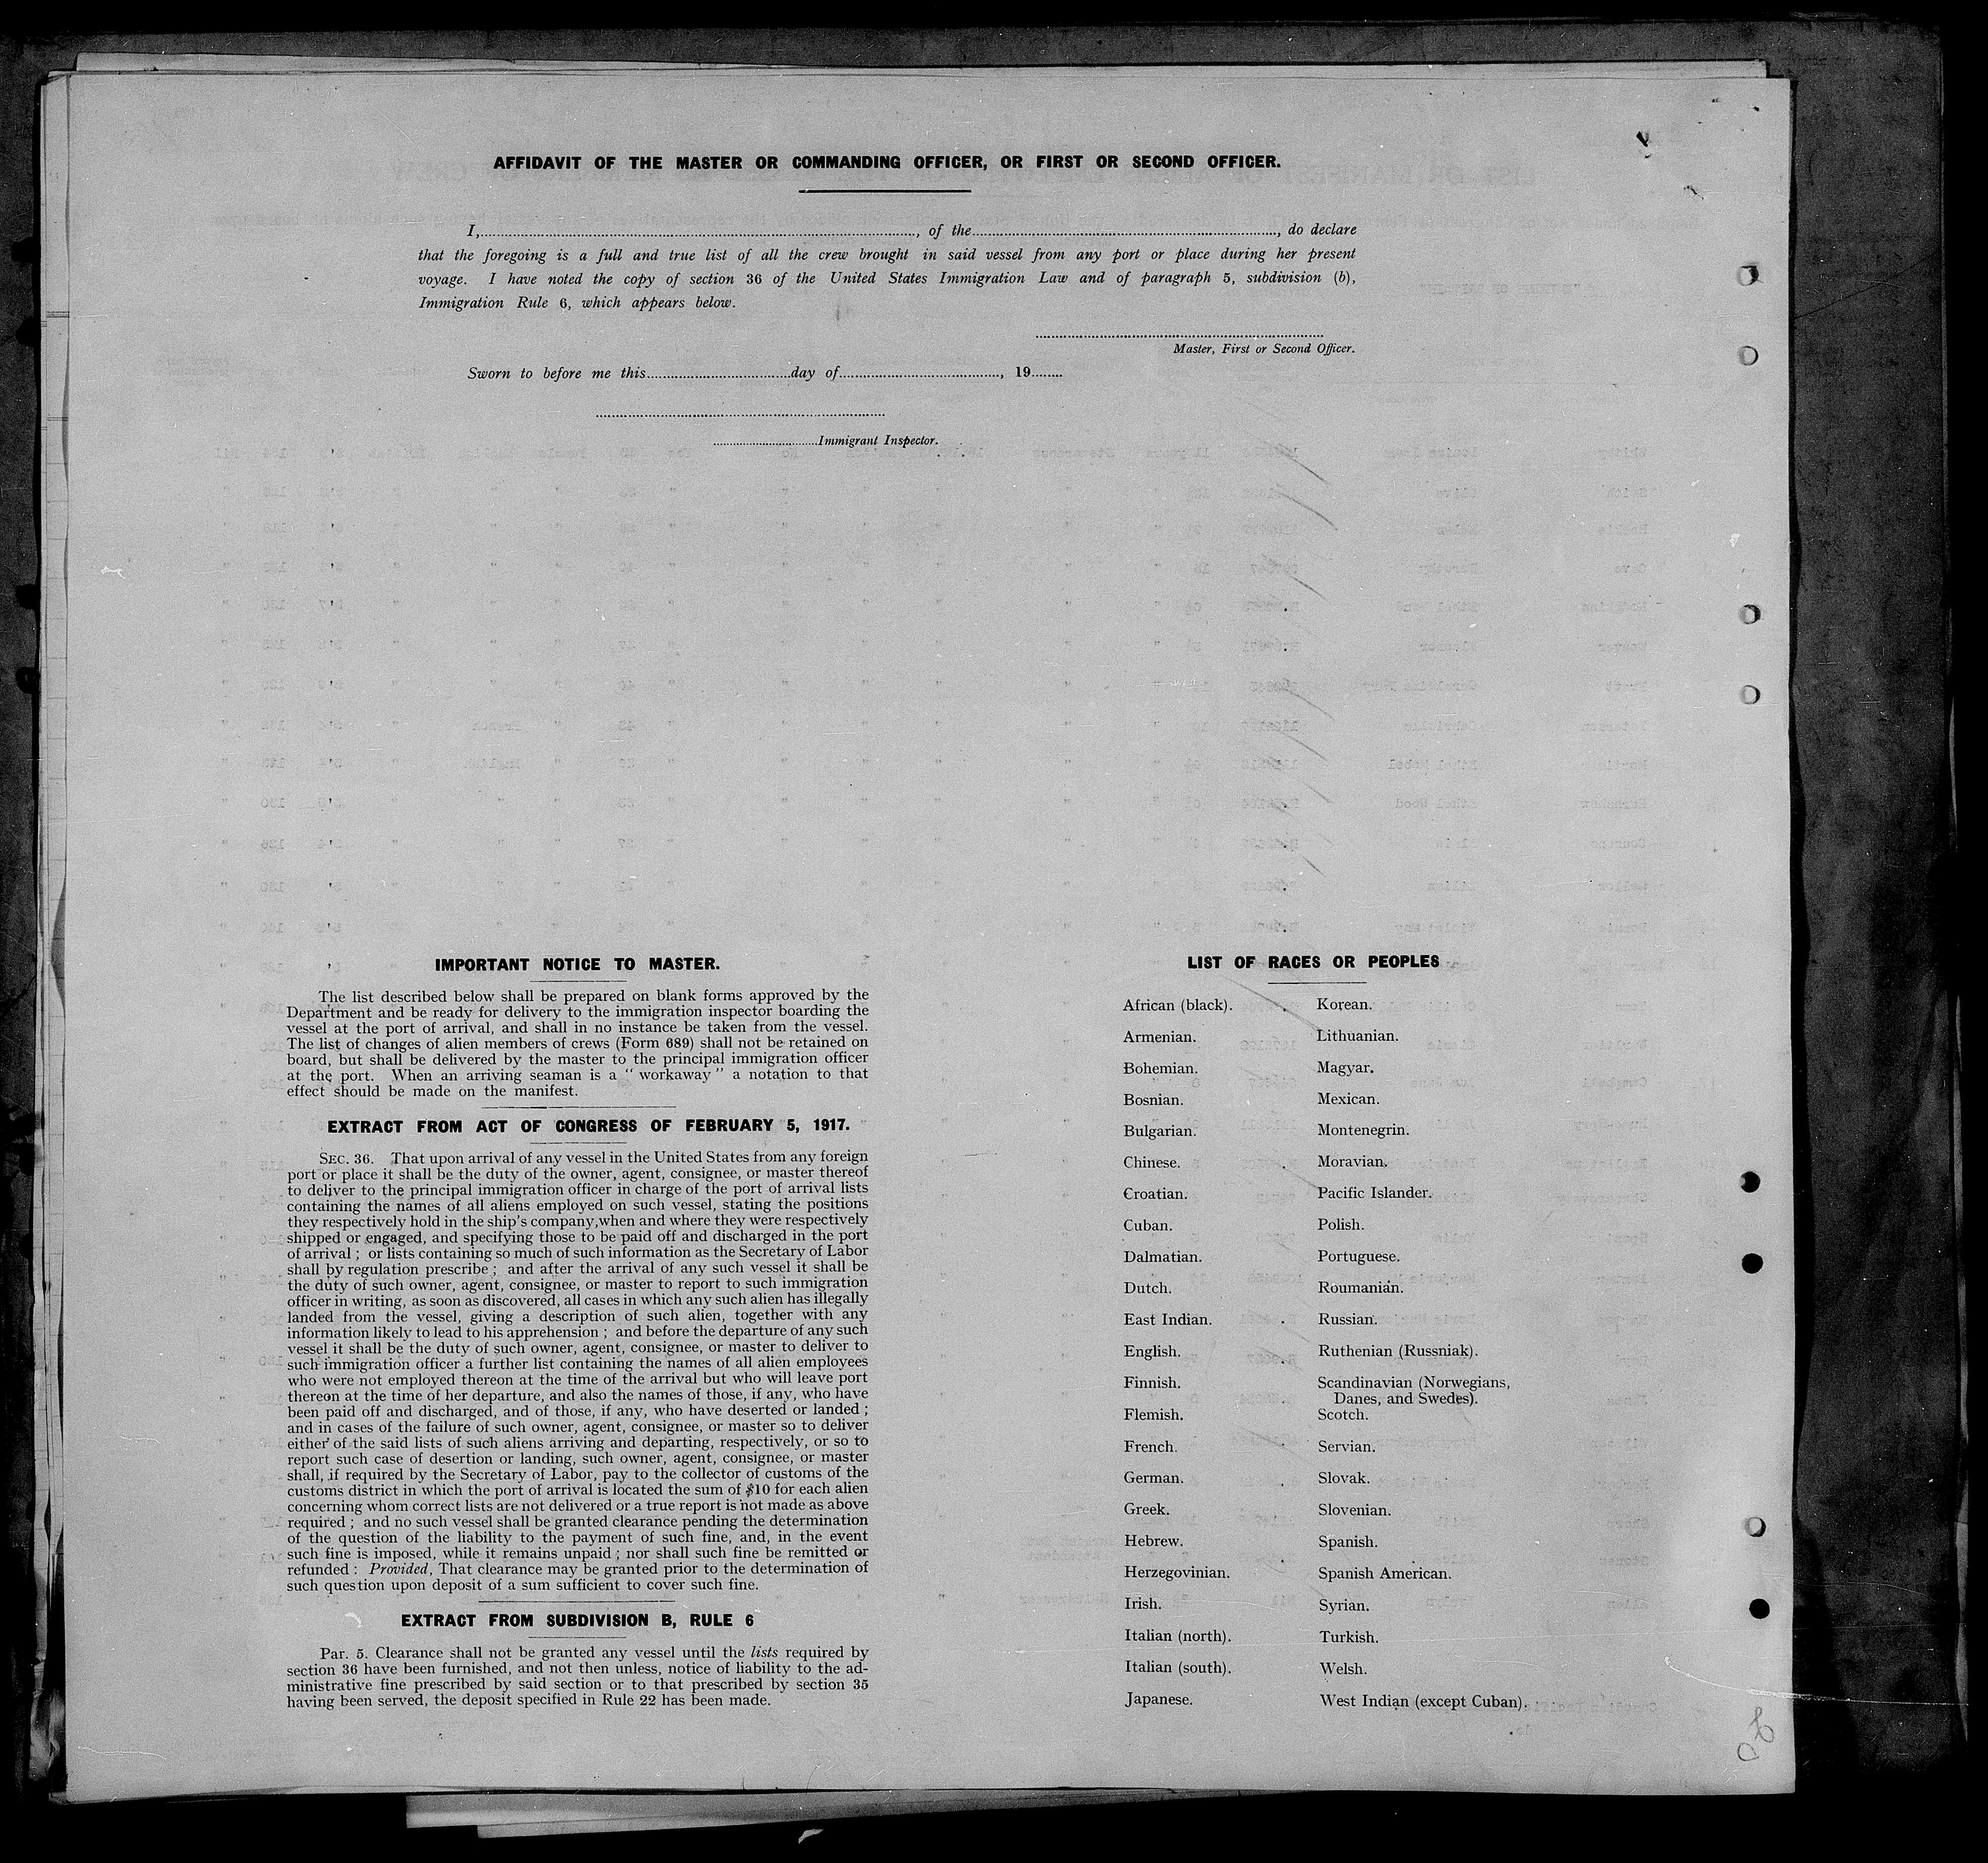 AFFIDAVIT OF THE MASTER OR COMMANDING OFFICER, OR FIRST OR SECOND OFFICER.
I,................, of the................, do declare
that the foregoing is a full and true list of all the crew brought in said vessel from any port or place during her present
voyage. I have noted the copy of section 36 of the United States Immigration Law and of paragraph 5, subdivision (b),
Immigration Rule 6, which appears below.
Master, First or Second Officer.
Sworn to before me this................day of................, 19........
................Immigrant Inspector.
IMPORTANT NOTICE TO MASTER.
The list described below shall be prepared on blank forms approved by the
Department and be ready for delivery to the immigration inspector boarding the
vessel at the port of arrival, and shall in no instance be taken from the vessel.
The list of changes of alien members of crews (Form 689) shall not be retained on
board, but shall be delivered by the master to the principal immigration officer
at the port. When an arriving seaman is a " workaway " a notation to that
effect should be made on the manifest.
EXTRACT FROM ACT OF CONGRESS OF FEBRUARY 5, 1917.
SEC. 36. That upon arrival of any vessel in the United States from any foreign
port or place it shall be the duty of the owner, agent, consignee, or master thereof
to deliver to the principal immigration officer in charge of the port of arrival lists
containing the names of all aliens employed on such vessel, stating the positions
they respectively hold in the ship's company,when and where they were respectively
shipped or engaged, and specifying those to be paid off and discharged in the port
of arrival ; or lists containing so much of such information as the Secretary of Labor
shall by regulation prescribe ; and after the arrival of any such vessel it shall be
the duty of such owner, agent, consignee, or master to report to such immigration
officer in writing, as soon as discovered, all cases in which any such alien has illegally
landed from the vessel, giving a description of such alien, together with any
information likely to lead to his apprehension ; and before the departure of any such
vessel it shall be the duty of such owner, agent, consignee, or master to deliver to
such immigration officer a further list containing the names of all alien employees
who were not employed thereon at the time of the arrival but who will leave port
thereon at the time of her departure, and also the names of those, if any, who have
been paid off and discharged, and of those, if any, who have deserted or landed ;
and in cases of the failure of such owner, agent, consignee, or master so to deliver
either of the said lists of such aliens arriving and departing, respectively, or so to
report such case of desertion or landing, such owner, agent, consignee, or master
shall, if required by the Secretary of Labor, pay to the collector of customs of the
customs district in which the port of arrival is located the sum of $10 for each alien
concerning whom correct lists are not delivered or a true report is not made as above
required ; and no such vessel shall be granted clearance pending the determination
of the question of the liability to the payment of such fine, and, in the event
such fine is imposed, while it remains unpaid ; nor shall such fine be remitted or
refunded : Provided, That clearance may be granted prior to the determination of
such question upon deposit of a sum sufficient to cover such fine.
EXTRACT FROM SUBDIVISION B, RULE 6
Par. 5. Clearance shall not be granted any vessel until the lists required by
section 36 have been furnished, and not then unless, notice of liability to the ad-
ministrative fine prescribed by said section or to that prescribed by section 35
having been served, the deposit specified in Rule 22 has been made.
LIST OF RACES OR PEOPLES
African (black).
Armenian.
Bohemian.
Bosnian.
Bulgarian.
Chinese.
Croatian.
Cuban.
Dalmatian.
Dutch.
East Indian.
English.
Finnish.
Flemish.
French.
German.
Greek.
Hebrew.
Herzegovinian.
Irish.
Italian (north).
Italian (south).
Japanese.
Korean.
Lithuanian.
Magyar.
Mexican.
Montenegrin.
Moravian.
Pacific Islander.
Polish.
Portuguese.
Roumanian.
Russian.
Ruthenian (Russniak).
Scandinavian (Norwegians,
Danes, and Swedes).
Scotch.
Servian.
Slovak.
Slovenian.
Spanish.
Spanish American.
Syrian.
Turkish.
Welsh.
West Indian (except Cuban).